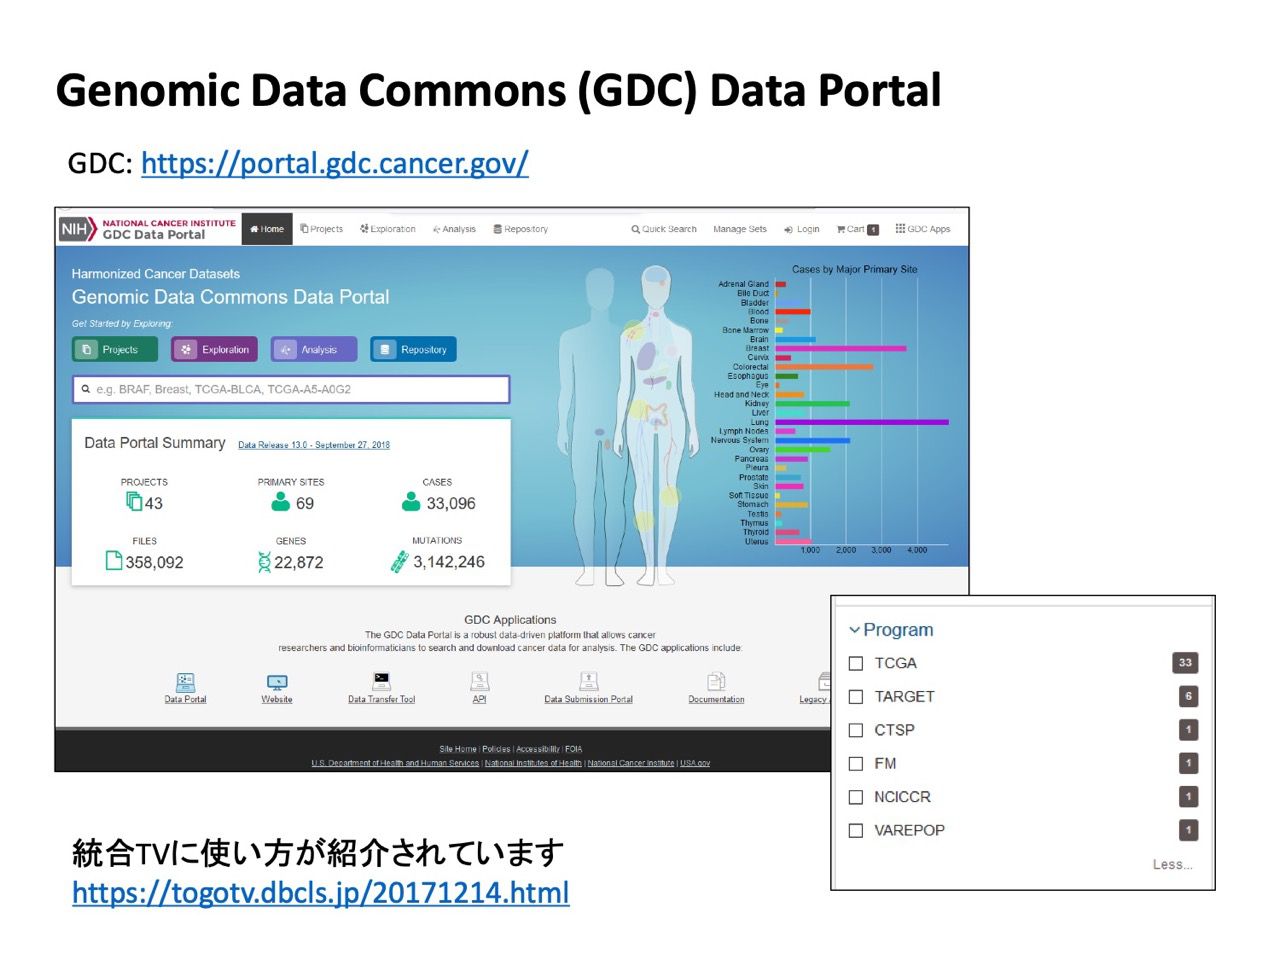 Genomic Data Commons (GDC) Data Portal
GDC: https://portal.gdc.cancer.gov/
NIH NATIONAL CANCER INSTITUTE
GDC Data Portal
Home Projects Exploration Analysis Repository Quick Search Manage Sets Login Cart 1 GDC Apps
Harmonized Cancer Datasets
Genomic Data Commons Data Portal
Get Started by Exploring:
Projects Exploration Analysis Repository
e.g. BRAF, Breast, TCGA-BLCA, TCGA-A5-A0G2
Data Portal Summary Data Release 13.0 - September 27, 2018
PROJECTS PRIMARY SITES CASES
43 69 33,096
FILES GENES MUTATIONS
358,092 22,872 3,142,246
Cases by Major Primary Site
Adrenal Gland
Bile Duct
Bladder
Blood
Bone
Bone Marrow
Brain
Breast
Cervix
Colorectal
Esophagus
Eye
Head and Neck
Kidney
Liver
Lung
Lymph Nodes
Nervous System
Ovary
Pancreas
Pleura
Prostate
Skin
Soft Tissue
Stomach
Testis
Thymus
Thyroid
Uterus
1,000 2,000 3,000 4,000
GDC Applications
The GDC Data Portal is a robust data-driven platform that allows cancer
researchers and bioinformaticians to search and download cancer data for analysis. The GDC applications include:
Data Portal Website Data Transfer Tool API Data Submission Portal Documentation Legacy
Site Home | Policies | Accessibility | FOIA
U.S. Department of Health and Human Services | National Institutes of Health | National Cancer Institute | USA.gov
Program
TCGA 33
TARGET 6
CTSP 1
FM 1
NCICCR 1
VAREPOP 1
Less...
統合TVに使い方が紹介されています
https://togotv.dbcls.jp/20171214.html